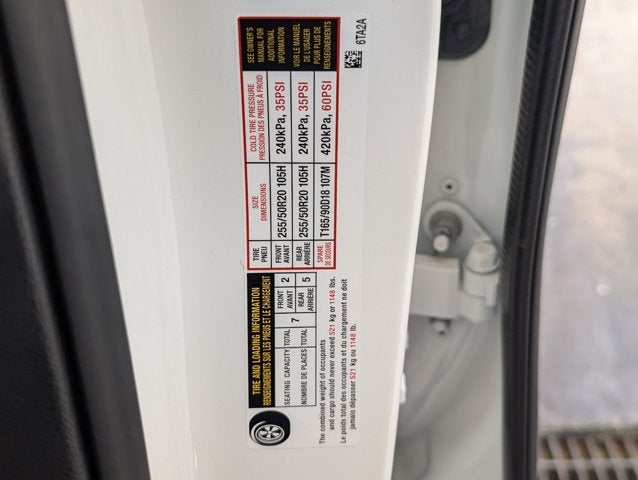 TIRE AND LOADING INFORMATION
RENSEIGNEMENTS SUR LES PNEUS ET LE CHARGEMENT
SEATING CAPACITY TOTAL 7 FRONT AVANT 2 REAR ARRIÈRE 5
NOMBRE DE PLACES TOTAL
The combined weight of occupants
and cargo should never exceed 521 kg or 1148 lbs.
Le poids total des occupants et du chargement ne doit
jamais dépasser 521 kg ou 1148 lb.
TIRE PNEU SIZE DIMENSIONS COLD TIRE PRESSURE PRESSION DES PNEUS À FROID
FRONT AVANT 255/50R20 105H 240kPa, 35PSI
REAR ARRIÈRE 255/50R20 105H 240kPa, 35PSI
SPARE DE SECOURS T165/90D18 107M 420kPa, 60PSI
SEE OWNER'S
MANUAL FOR
ADDITIONAL
INFORMATION
VOIR LE MANUEL
DE L'USAGER
POUR PLUS DE
RENSEIGNEMENTS
6TA2A